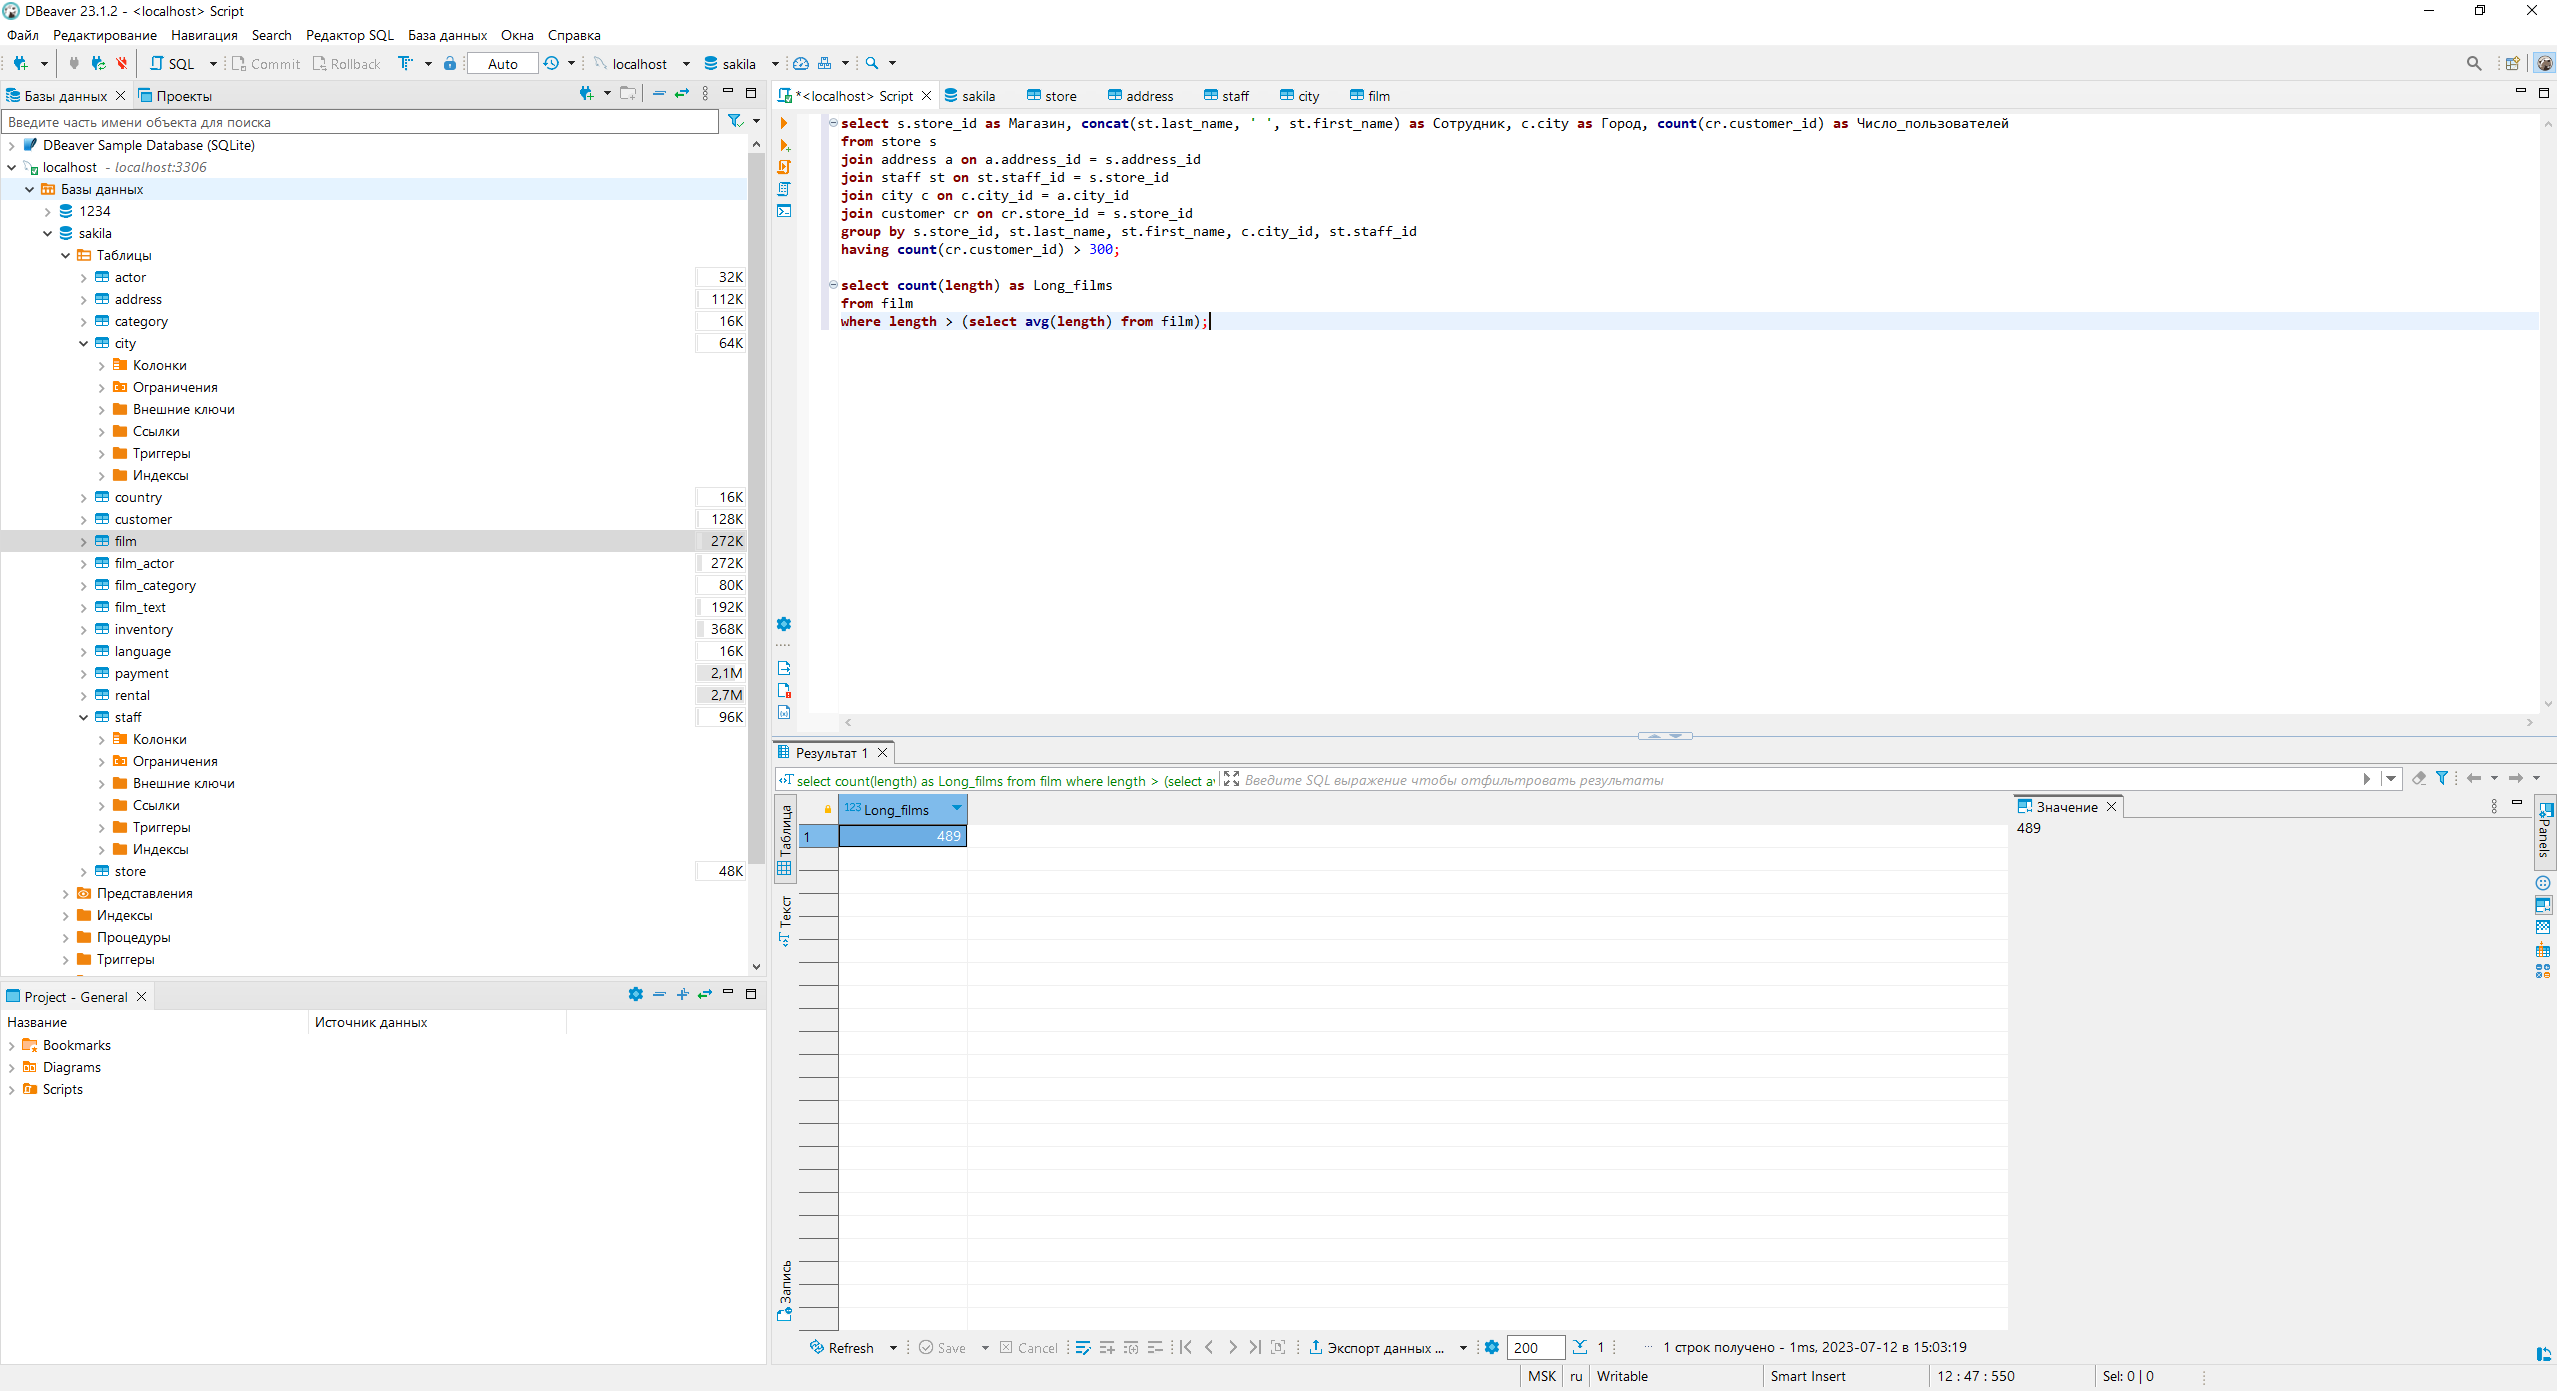 DBeaver 23.1.2 - <localhost> Script
Файл Редактирование Навигация Search Редактор SQL База данных Окна Справка
SQL Commit Rollback Auto localhost sakila
Базы данных Проекты
Введите часть имени объекта для поиска
DBeaver Sample Database (SQLite)
localhost - localhost:3306
Базы данных
1234
sakila
Таблицы
actor 32K
address 112K
category 16K
city 64K
Колонки
Ограничения
Внешние ключи
Ссылки
Триггеры
Индексы
country 16K
customer 128K
film 272K
film_actor 272K
film_category 80K
film_text 192K
inventory 368K
language 16K
payment 2,1M
rental 2,7M
staff 96K
Колонки
Ограничения
Внешние ключи
Ссылки
Триггеры
Индексы
store 48K
Представления
Индексы
Процедуры
Триггеры
Project - General
Название Источник данных
Bookmarks
Diagrams
Scripts
*<localhost> Script sakila store address staff city film
select s.store_id as Магазин, concat(st.last_name, ' ', st.first_name) as Сотрудник, c.city as Город, count(cr.customer_id) as Число_пользователей
from store s
join address a on a.address_id = s.address_id
join staff st on st.staff_id = s.store_id
join city c on c.city_id = a.city_id
join customer cr on cr.store_id = s.store_id
group by s.store_id, st.last_name, st.first_name, c.city_id, st.staff_id
having count(cr.customer_id) > 300;
select count(length) as Long_films
from film
where length > (select avg(length) from film);
Результат 1
select count(length) as Long_films from film where length > (select av Введите SQL выражение чтобы отфильтровать результаты
Таблица
Текст
Запись
123 Long_films
1 489
Значение
489
Panels
Refresh Save Cancel Экспорт данных ... 200 1 ... 1 строк получено - 1ms, 2023-07-12 в 15:03:19
MSK ru Writable Smart Insert 12 : 47 : 550 Sel: 0 | 0